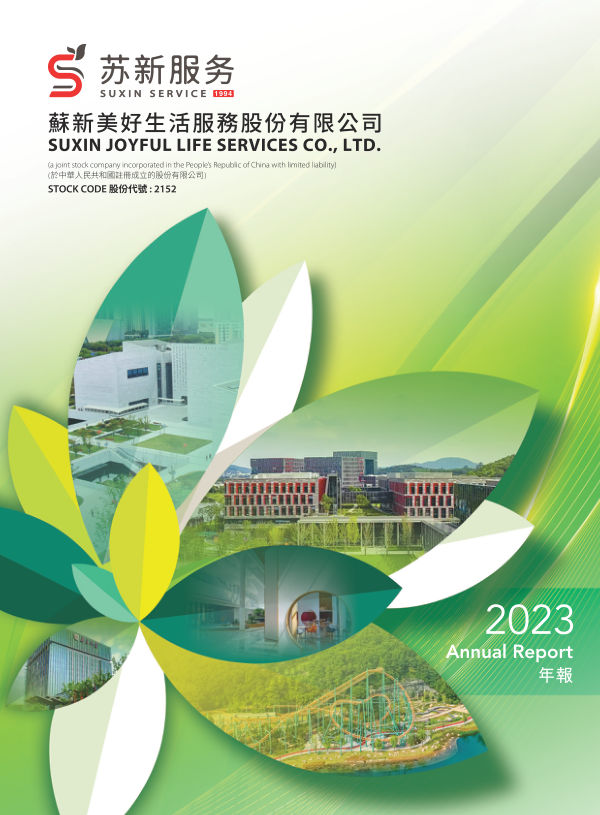 苏新服务
SUXIN SERVICE 1994
蘇新美好生活服務股份有限公司
SUXIN JOYFUL LIFE SERVICES CO., LTD.
(a joint stock company incorporated in the People's Republic of China with limited liability)
(於中華人民共和國註冊成立的股份有限公司)
STOCK CODE 股份代號 : 2152
2023
Annual Report
年報